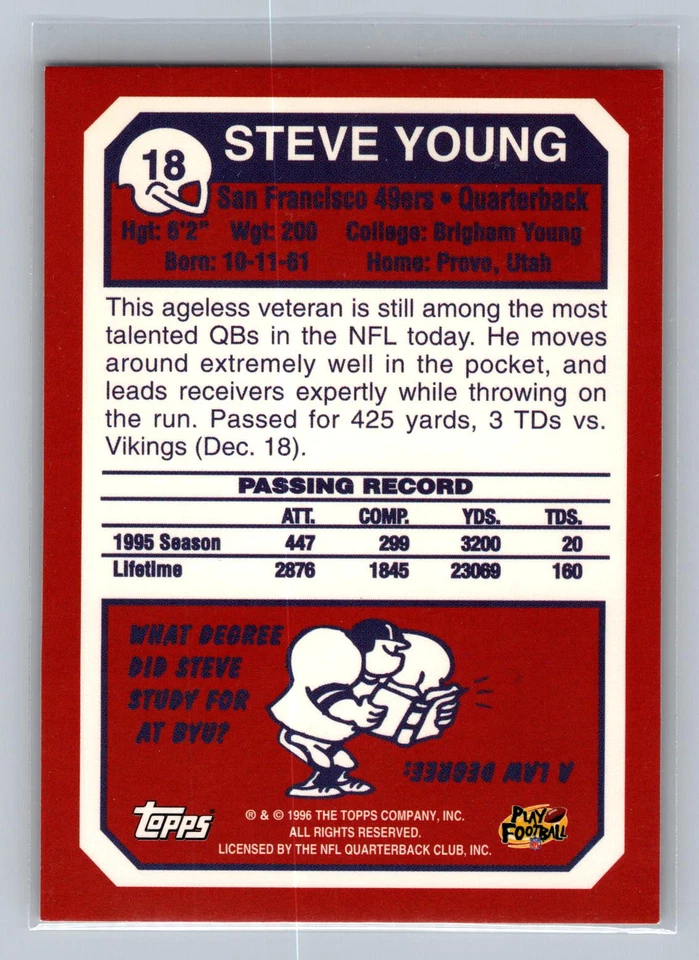 18
STEVE YOUNG
San Francisco 49ers • Quarterback
Hgt: 6'2" Wgt: 200 College: Brigham Young
Born: 10-11-61 Home: Provo, Utah
This ageless veteran is still among the most
talented QBs in the NFL today. He moves
around extremely well in the pocket, and
leads receivers expertly while throwing on
the run. Passed for 425 yards, 3 TDs vs.
Vikings (Dec. 18).
PASSING RECORD
ATT. COMP. YDS. TDS.
1995 Season 447 299 3200 20
Lifetime 2876 1845 23069 160
WHAT DEGREE
DID STEVE
STUDY FOR
AT BYU?
A LAW DEGREE!
TOPPS®
® & © 1996 THE TOPPS COMPANY, INC.
ALL RIGHTS RESERVED.
LICENSED BY THE NFL QUARTERBACK CLUB, INC.
PLAY
FOOTBALL